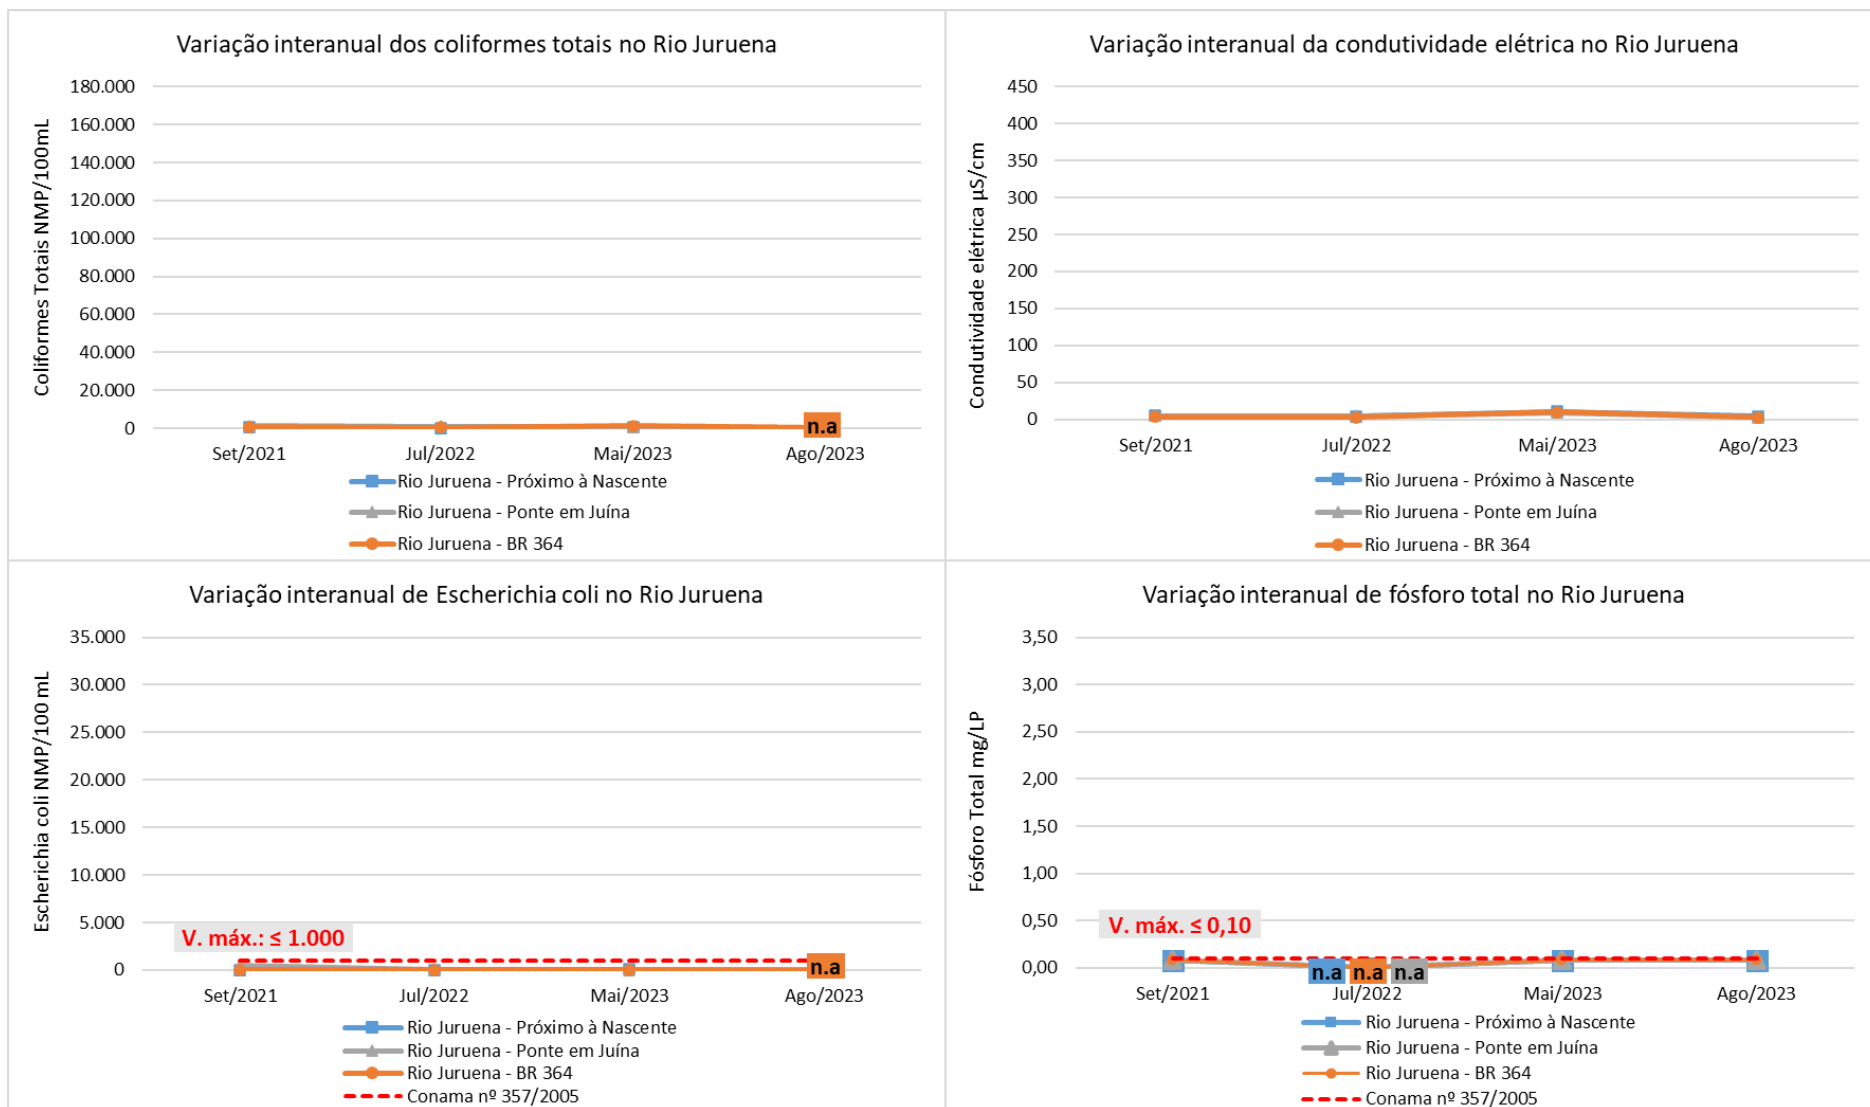 Variação interanual dos coliformes totais no Rio Juruena
Coliformes Totais NMP/100mL
180.000
160.000
140.000
120.000
100.000
80.000
60.000
40.000
20.000
0
n.a
Set/2021 Jul/2022 Mai/2023 Ago/2023
Rio Juruena - Próximo à Nascente
Rio Juruena - Ponte em Juína
Rio Juruena - BR 364
Variação interanual da condutividade elétrica no Rio Juruena
Condutividade elétrica µS/cm
450
400
350
300
250
200
150
100
50
0
Set/2021 Jul/2022 Mai/2023 Ago/2023
Rio Juruena - Próximo à Nascente
Rio Juruena - Ponte em Juína
Rio Juruena - BR 364
Variação interanual de Escherichia coli no Rio Juruena
Escherichia coli NMP/100 mL
35.000
30.000
25.000
20.000
15.000
10.000
5.000
0
V. máx.: ≤ 1.000
n.a
Set/2021 Jul/2022 Mai/2023 Ago/2023
Rio Juruena - Próximo à Nascente
Rio Juruena - Ponte em Juína
Rio Juruena - BR 364
Conama nº 357/2005
Variação interanual de fósforo total no Rio Juruena
Fósforo Total mg/LP
3,50
3,00
2,50
2,00
1,50
1,00
0,50
0,00
V. máx. ≤ 0,10
n.a n.a n.a
Set/2021 Jul/2022 Mai/2023 Ago/2023
Rio Juruena - Próximo à Nascente
Rio Juruena - Ponte em Juína
Rio Juruena - BR 364
Conama nº 357/2005